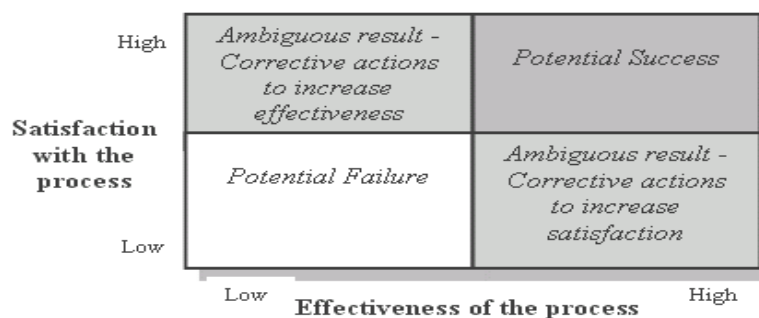 High
Ambiguous result -
Corrective actions
to increase
effectiveness
Potential Success
Satisfaction
with the
process
Potential Failure
Ambiguous result -
Corrective actions
to increase
satisfaction
Low
Low
Effectiveness of the process
High